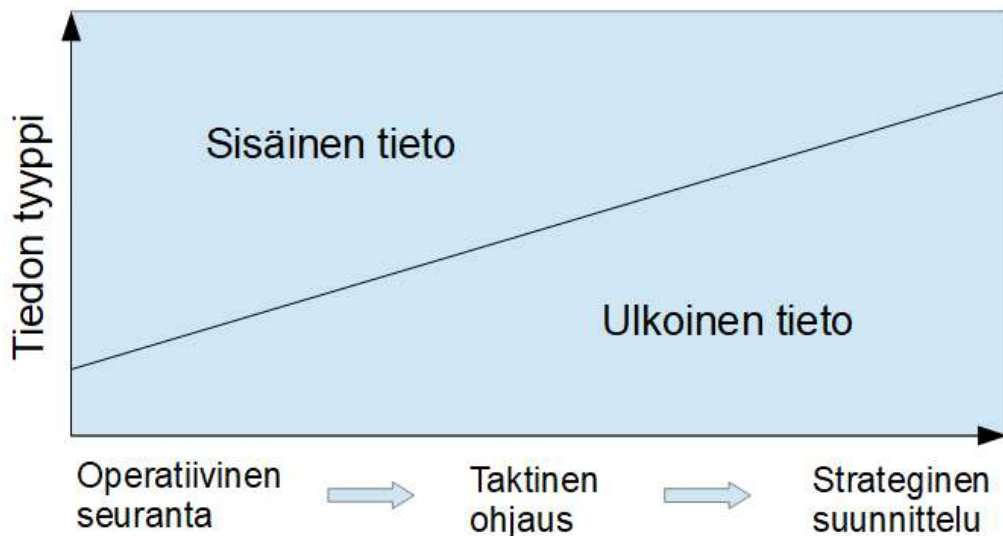 Tiedon tyyppi
Sisäinen tieto
Ulkoinen tieto
Operatiivinen
seuranta
Taktinen
ohjaus
Strateginen
suunnittelu